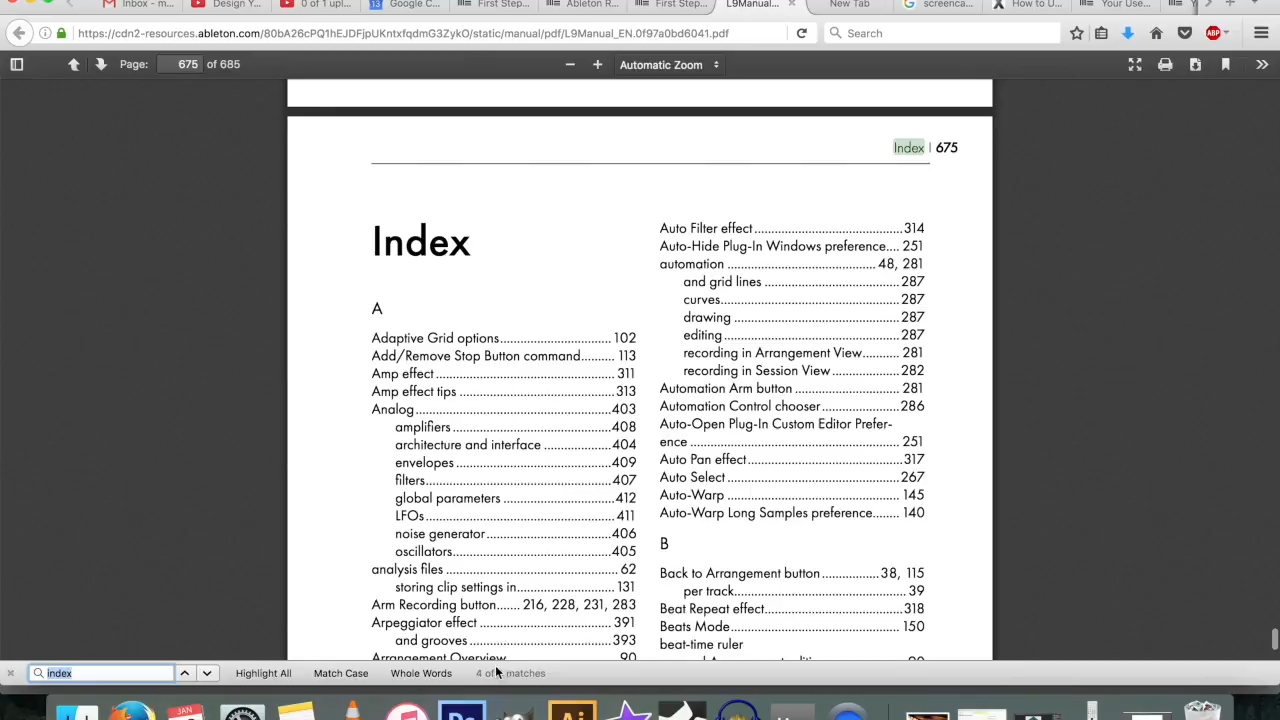 Inbox - m...
Design Y...
0 of 1 upl...
Google C...
First Step...
Ableton R...
First Step...
L9Manual...
New Tab
screenca...
How to U...
Your Use...
https://cdn2-resources.ableton.com/80bA26cPQ1hEJDFjpUKntxfqdmG3ZykO/static/manual/pdf/L9Manual_EN.0f97a0bd6041.pdf
Search
ABP
Page: 675 of 685
Automatic Zoom
Index | 675
Index
A
Adaptive Grid options 102
Add/Remove Stop Button command 113
Amp effect 311
Amp effect tips 313
Analog 403
amplifiers 408
architecture and interface 404
envelopes 409
filters 407
global parameters 412
LFOs 411
noise generator 406
oscillators 405
analysis files 62
storing clip settings in 131
Arm Recording button 216, 228, 231, 283
Arpeggiator effect 391
and grooves 393
Arrangement Overview 90
Auto Filter effect 314
Auto-Hide Plug-In Windows preference 251
automation 48, 281
and grid lines 287
curves 287
drawing 287
editing 287
recording in Arrangement View 281
recording in Session View 282
Automation Arm button 281
Automation Control chooser 286
Auto-Open Plug-In Custom Editor Prefer-
ence 251
Auto Pan effect 317
Auto Select 267
Auto-Warp 145
Auto-Warp Long Samples preference 140
B
Back to Arrangement button 38, 115
per track 39
Beat Repeat effect 318
Beats Mode 150
beat-time ruler
index
Highlight All
Match Case
Whole Words
4 of matches
JAN
Ps
Ai